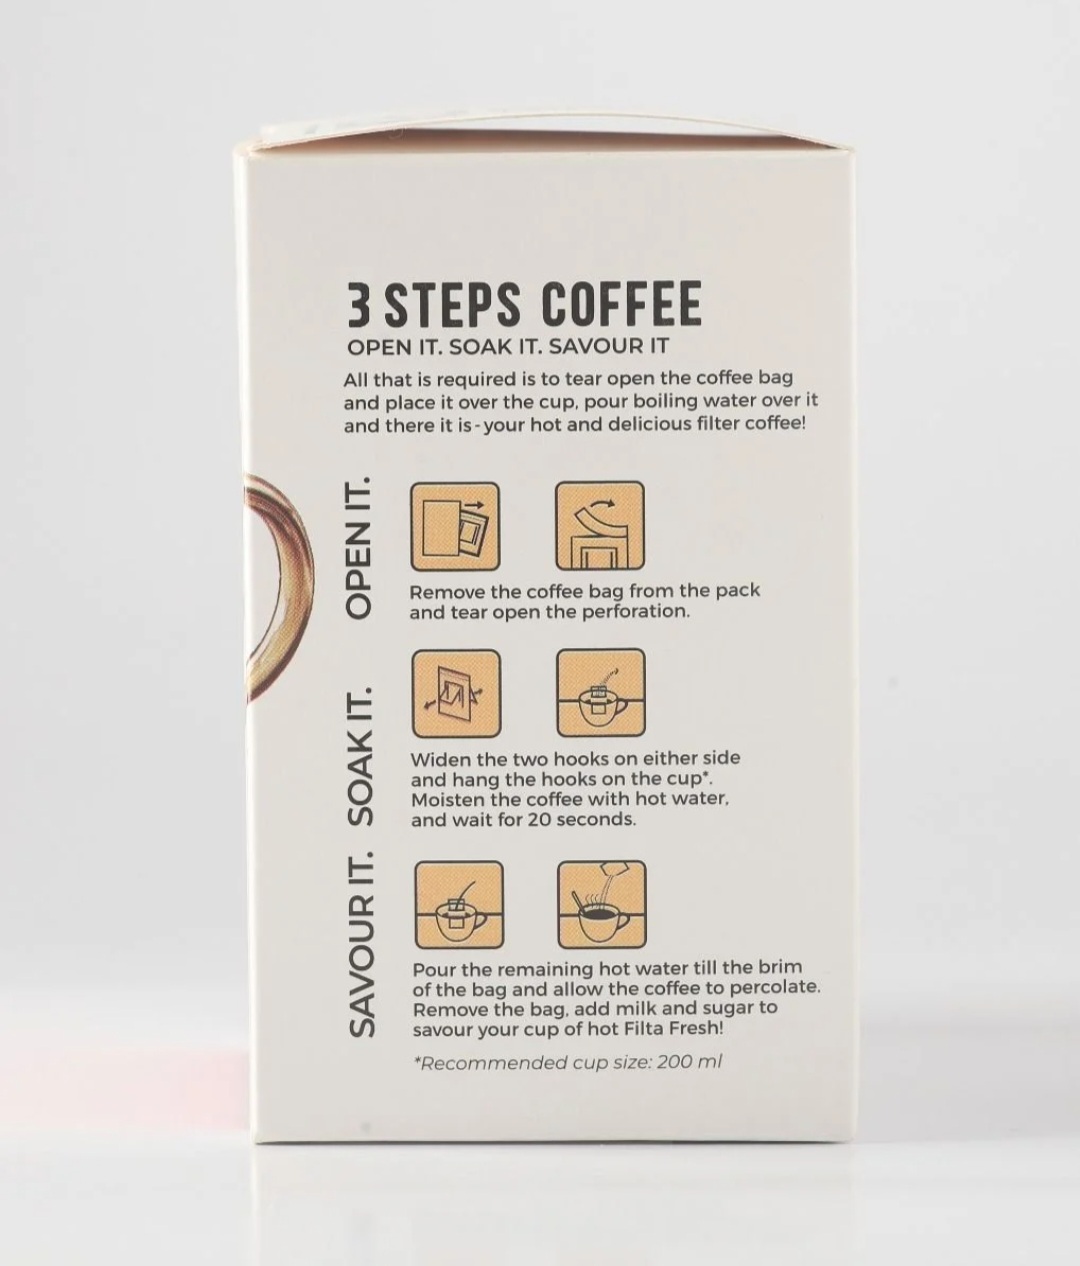 3 STEPS COFFEE
OPEN IT. SOAK IT. SAVOUR IT
All that is required is to tear open the coffee bag
and place it over the cup, pour boiling water over it
and there it is - your hot and delicious filter coffee!
OPEN IT.
Remove the coffee bag from the pack
and tear open the perforation.
SOAK IT.
Widen the two hooks on either side
and hang the hooks on the cup*.
Moisten the coffee with hot water,
and wait for 20 seconds.
SAVOUR IT.
Pour the remaining hot water till the brim
of the bag and allow the coffee to percolate.
Remove the bag, add milk and sugar to
savour your cup of hot Filta Fresh!
*Recommended cup size: 200 ml